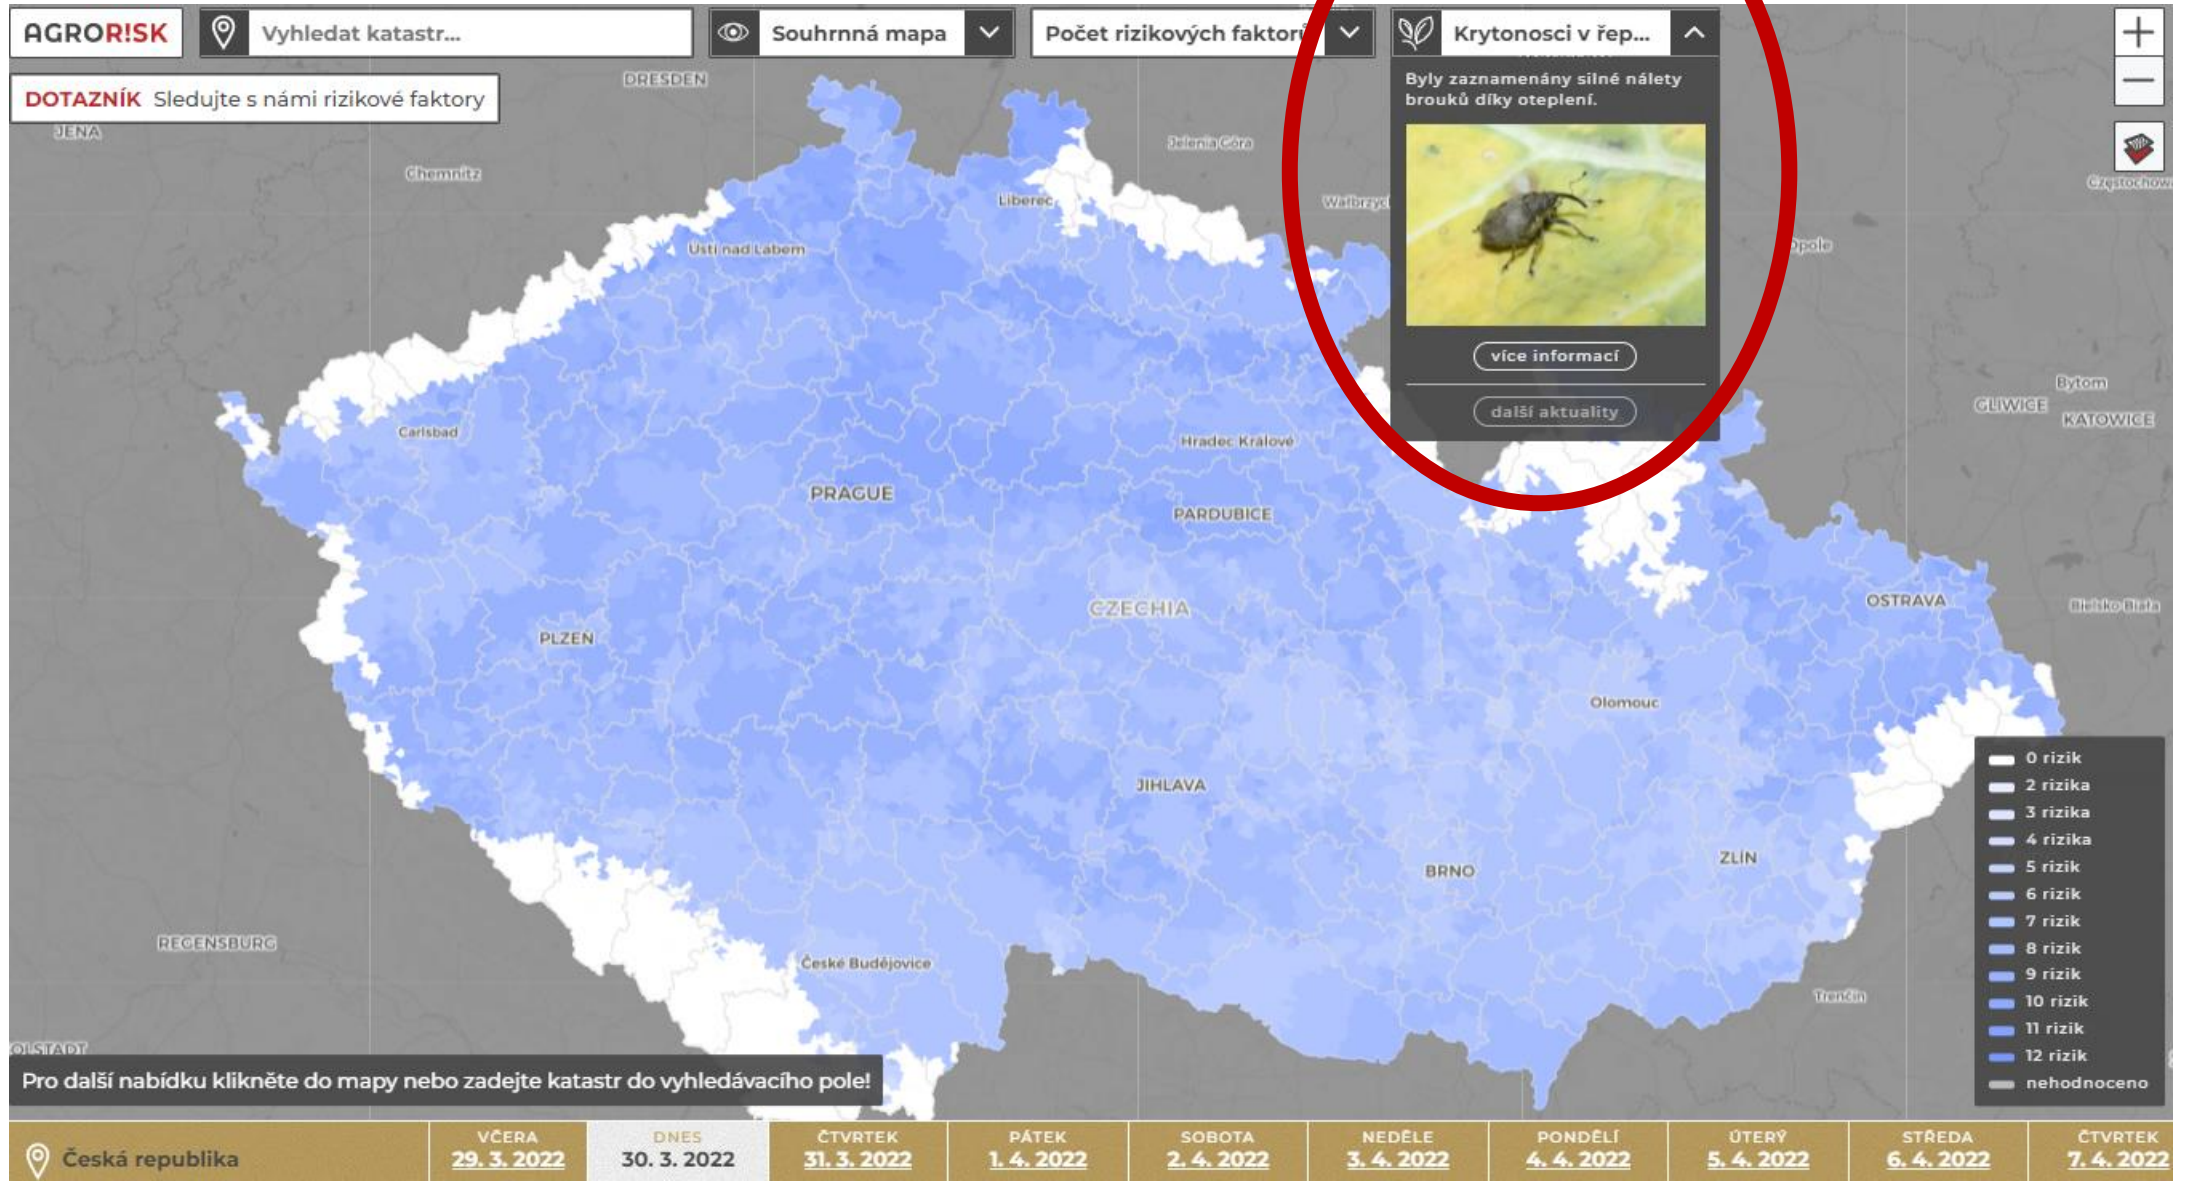 AGROR!SK
Vyhledat katastr...
Souhrnná mapa
Počet rizikových faktorů
Krytonosci v řep...
DOTAZNÍK Sledujte s námi rizikové faktory
Byly zaznamenány silné nálety
brouků díky oteplení.
více informací
další aktuality
DRESDEN
JENA
Chemnitz
Jelenia Góra
Liberec
Ústí nad Labem
Opole
Bytom
GLIWICE
KATOWICE
Carlsbad
Hradec Králové
PRAGUE
PARDUBICE
CZECHIA
OSTRAVA
Bielsko-Biała
PLZEŇ
Olomouc
JIHLAVA
BRNO
ZLÍN
REGENSBURG
České Budějovice
Trenčín
OLSTADT
0 rizik
2 rizika
3 rizika
4 rizika
5 rizik
6 rizik
7 rizik
8 rizik
9 rizik
10 rizik
11 rizik
12 rizik
nehodnoceno
Pro další nabídku klikněte do mapy nebo zadejte katastr do vyhledávacího pole!
Česká republika
VČERA
29. 3. 2022
DNES
30. 3. 2022
ČTVRTEK
31. 3. 2022
PÁTEK
1. 4. 2022
SOBOTA
2. 4. 2022
NEDĚLE
3. 4. 2022
PONDĚLÍ
4. 4. 2022
ÚTERÝ
5. 4. 2022
STŘEDA
6. 4. 2022
ČTVRTEK
7. 4. 2022